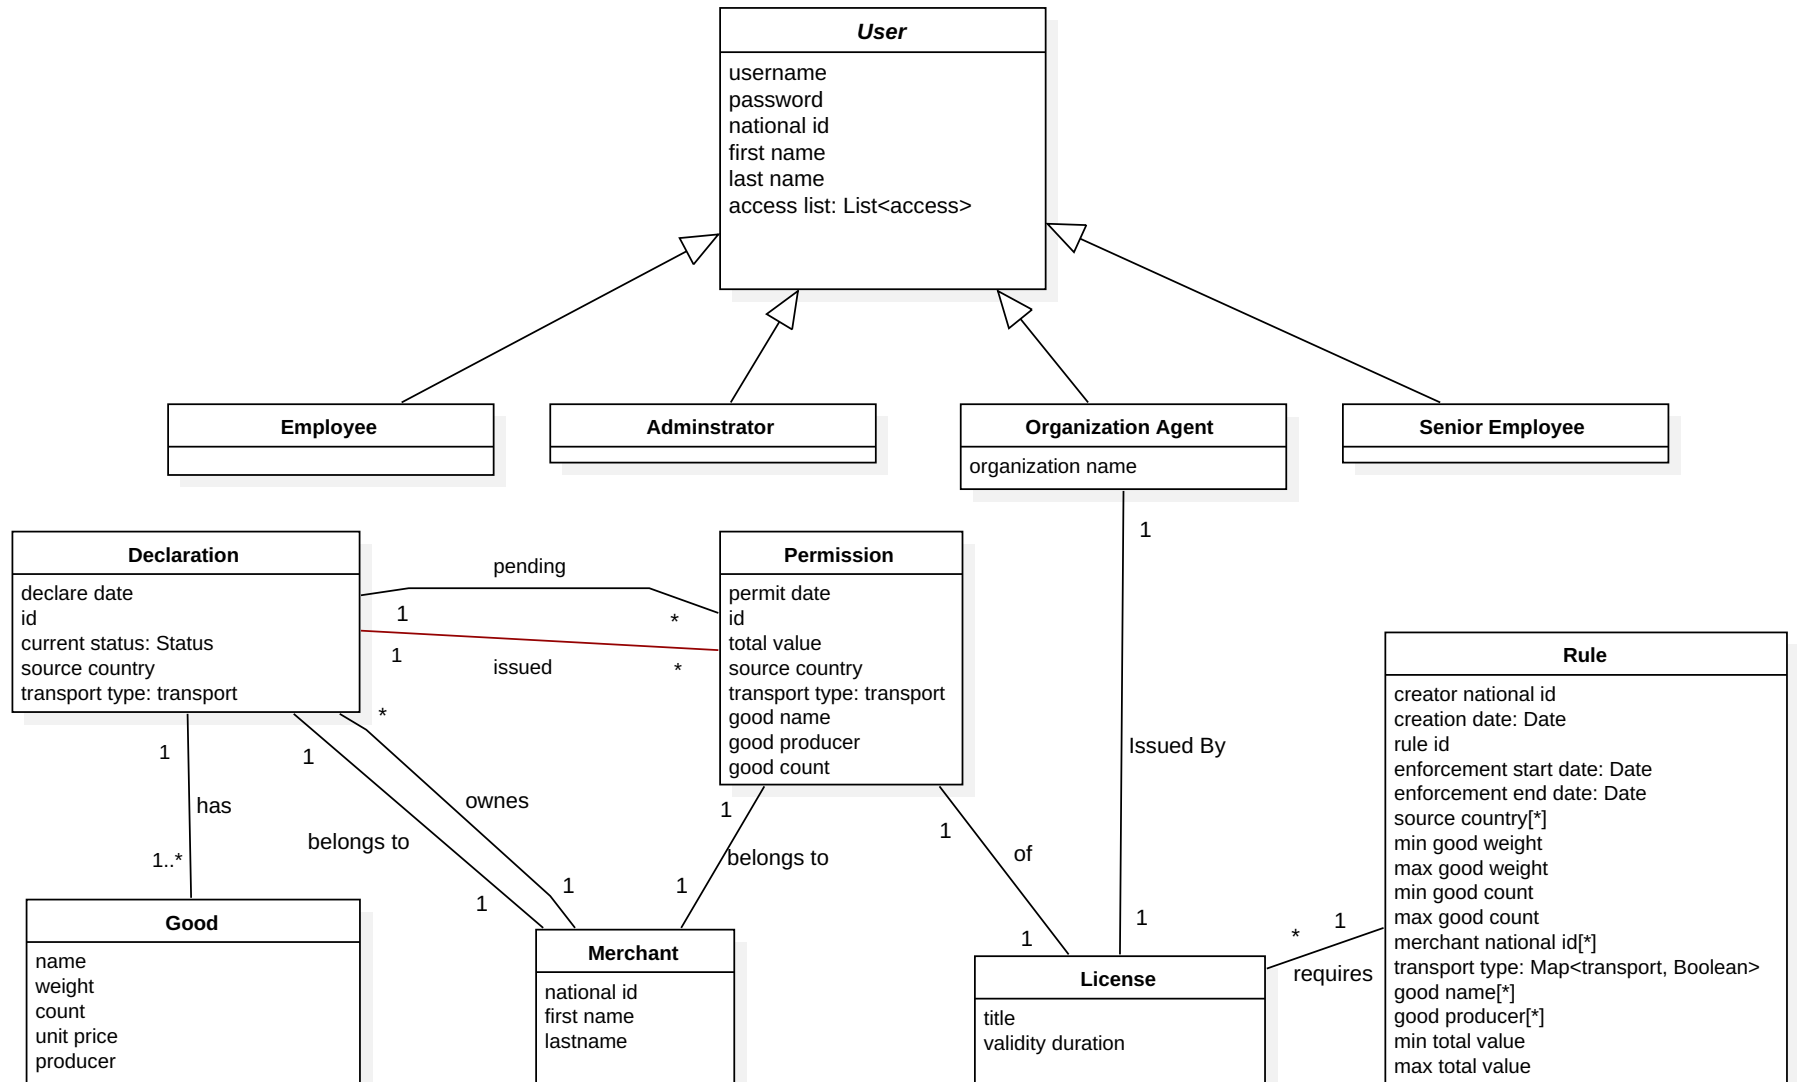 User
username
password
national id
first name
last name
access list: List<access>
Employee
Adminstrator
Organization Agent
organization name
Senior Employee
Declaration
declare date
id
current status: Status
source country
transport type: transport
pending
1
*
1
issued
*
Permission
permit date
id
total value
source country
transport type: transport
good name
good producer
good count
1
Issued By
1
Rule
creator national id
creation date: Date
rule id
enforcement start date: Date
enforcement end date: Date
source country[*]
min good weight
max good weight
min good count
max good count
merchant national id[*]
transport type: Map<transport, Boolean>
good name[*]
good producer[*]
min total value
max total value
1
has
1..*
1
belongs to
1
*
ownes
1
1
belongs to
1
1
of
1
*
1
requires
Good
name
weight
count
unit price
producer
Merchant
national id
first name
lastname
License
title
validity duration